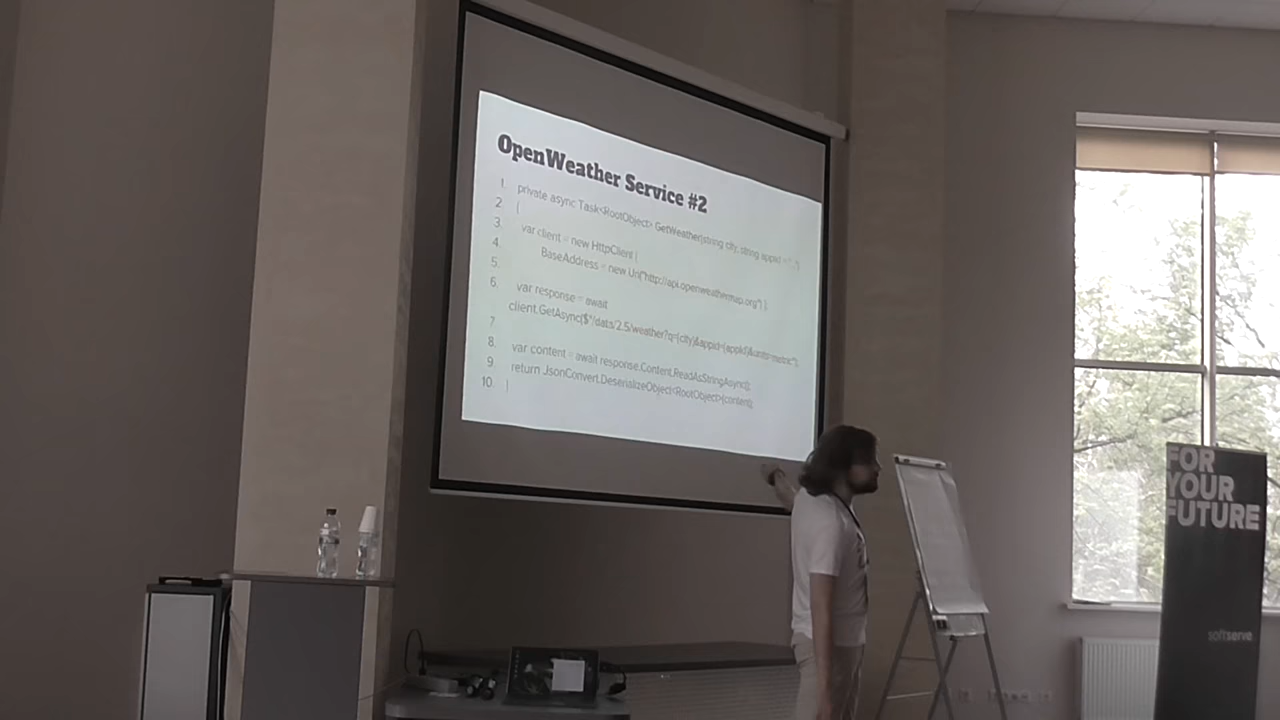 OpenWeather Service #2
1. private async Task<RootObject> GetWeather(string city, string appid = "...")
2. {
3. var client = new HttpClient {
4. BaseAddress = new Uri("http://api.openweathermap.org") };
5.
6. var response = await
client.GetAsync($"/data/2.5/weather?q={city}&appid={appid}&units=metric");
7.
8. var content = await response.Content.ReadAsStringAsync();
9. return JsonConvert.DeserializeObject<RootObject>(content);
10. }
FOR
YOUR
FUTURE
softserve